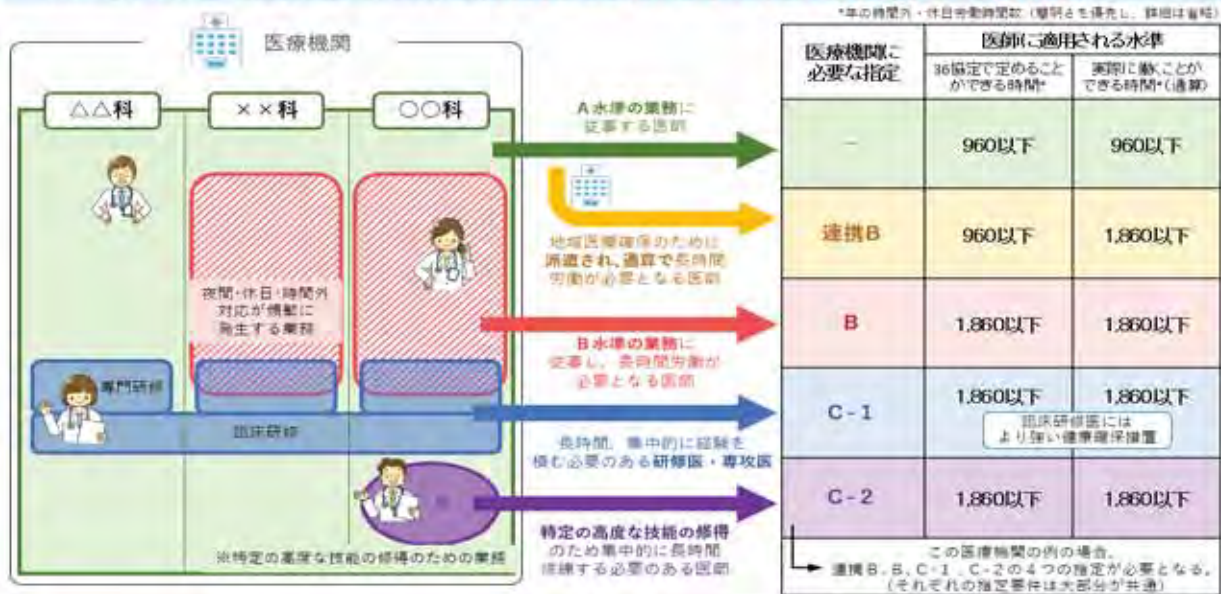 *年の時間外・休日労働時間数（簡明さを優先し、詳細は省略）
医療機関
△△科
××科
○○科
夜間・休日・時間外
対応が頻繁に
発生する業務
専門研修
臨床研修
※特定の高度な技能の修得のための業務
A水準の業務に
従事する医師
地域医療確保のために
派遣され、通算で長時間
労働が必要となる医師
B水準の業務に
従事し、長時間労働が
必要となる医師
長時間、集中的に経験を
積む必要のある研修医・専攻医
特定の高度な技能の修得
のため集中的に長時間
修練する必要のある医師
医療機関に
必要な指定
医師に適用される水準
36協定で定めること
ができる時間*
実際に働くことが
できる時間*（通算）
－
960以下
960以下
連携B
960以下
1,860以下
B
1,860以下
1,860以下
C-1
1,860以下
1,860以下
臨床研修医には
より強い健康確保措置
C-2
1,860以下
1,860以下
この医療機関の例の場合、
連携B、B、C-1、C-2の4つの指定が必要となる。
（それぞれの指定要件は大部分が共通）